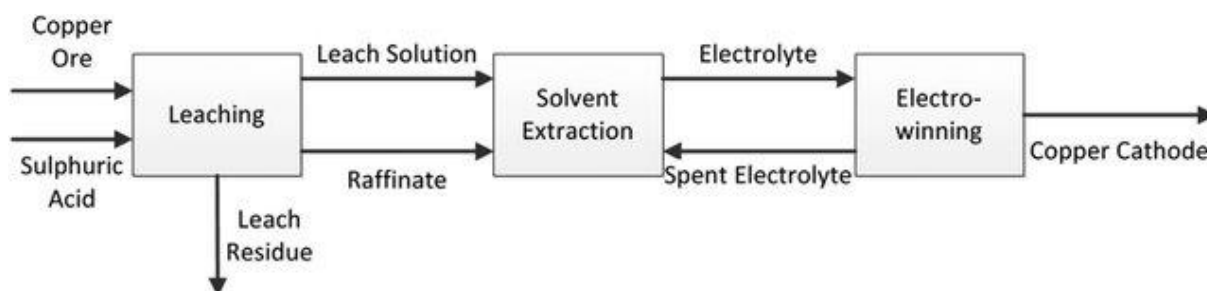 Copper
Ore
Sulphuric
Acid
Leaching
Leach
Residue
Leach Solution
Raffinate
Solvent
Extraction
Electrolyte
Spent Electrolyte
Electro-
winning
Copper Cathode